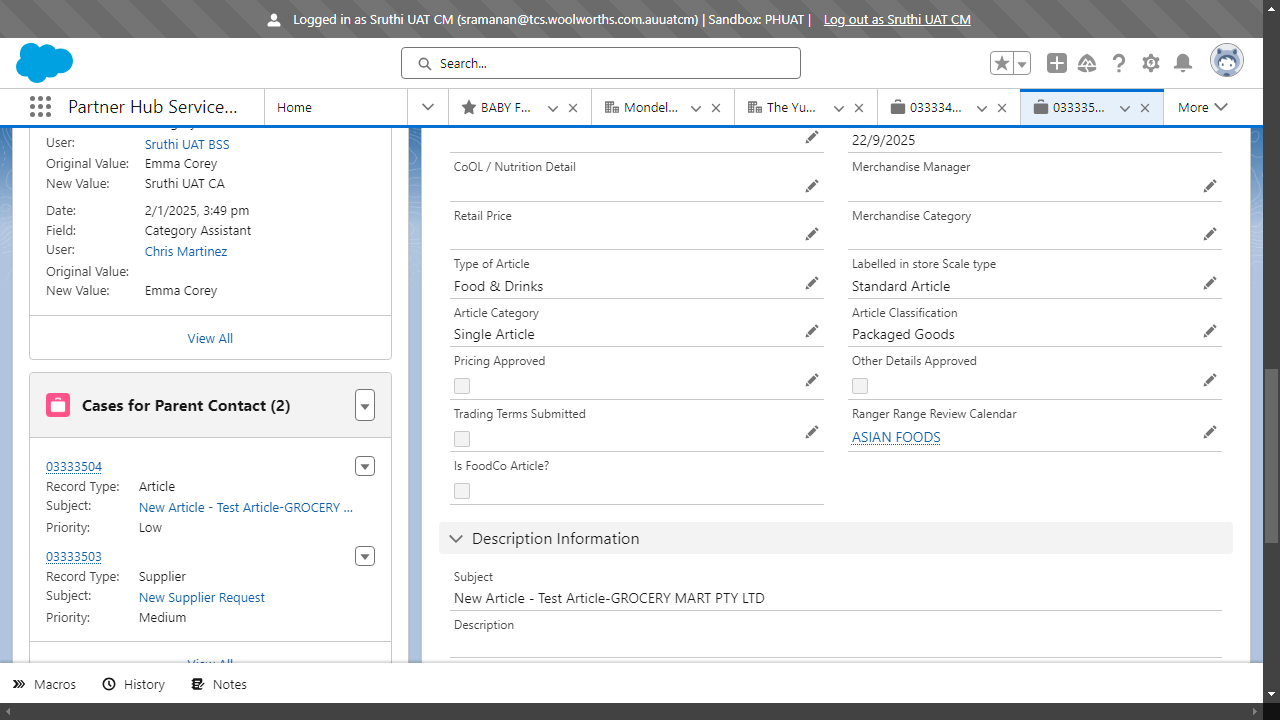 Logged in as Sruthi UAT CM (sramanan@tcs.woolworths.com.auuatcm) | Sandbox: PHUAT | Log out as Sruthi UAT CM
Search...
Partner Hub Service...
Home
BABY F...
Mondel...
The Yu...
033334...
033335...
More
User:
Sruthi UAT BSS
Original Value:
Emma Corey
New Value:
Sruthi UAT CA
Date:
2/1/2025, 3:49 pm
Field:
Category Assistant
User:
Chris Martinez
Original Value:
New Value:
Emma Corey
View All
Cases for Parent Contact (2)
03333504
Record Type:
Article
Subject:
New Article - Test Article-GROCERY ...
Priority:
Low
03333503
Record Type:
Supplier
Subject:
New Supplier Request
Priority:
Medium
View All
22/9/2025
CoOL / Nutrition Detail
Merchandise Manager
Retail Price
Merchandise Category
Type of Article
Food & Drinks
Labelled in store Scale type
Standard Article
Article Category
Single Article
Article Classification
Packaged Goods
Pricing Approved
Other Details Approved
Trading Terms Submitted
Ranger Range Review Calendar
ASIAN FOODS
Is FoodCo Article?
Description Information
Subject
New Article - Test Article-GROCERY MART PTY LTD
Description
Macros
History
Notes